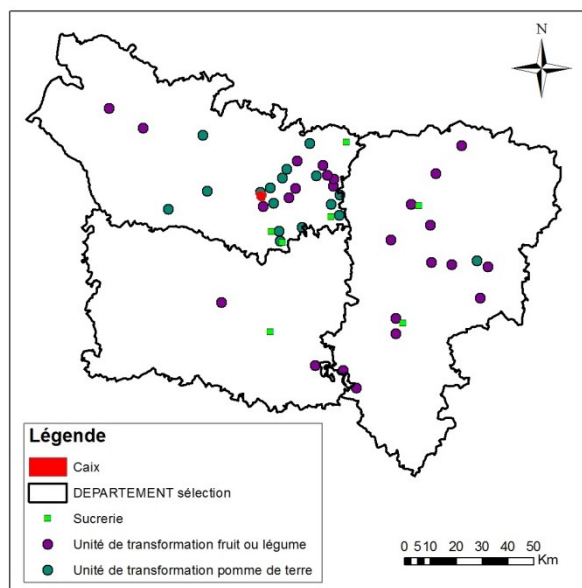 N
Légende
Caix
DEPARTEMENT sélection
Sucrerie
Unité de transformation fruit ou légume
Unité de transformation pomme de terre
0 5 10 20 30 40 50
Km